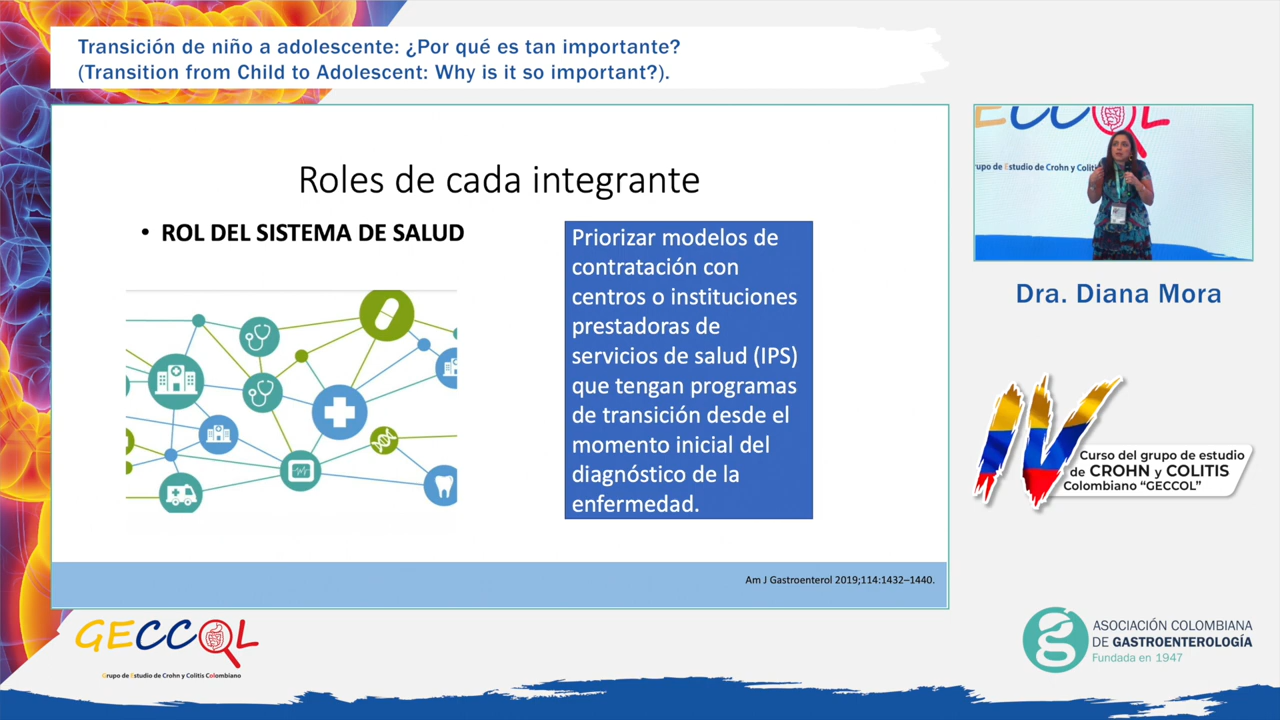 Transición de niño a adolescente: ¿Por qué es tan importante?
(Transition from Child to Adolescent: Why is it so important?).
Roles de cada integrante
• ROL DEL SISTEMA DE SALUD
Priorizar modelos de
contratación con
centros o instituciones
prestadoras de
servicios de salud (IPS)
que tengan programas
de transición desde el
momento inicial del
diagnóstico de la
enfermedad.
Am J Gastroenterol 2019;114:1432–1440.
GECCOL
rupo de Estudio de Crohn y Coliti
Dra. Diana Mora
IV
Curso del grupo de estudio
de CROHN y COLITIS
Colombiano “GECCOL”
GECCOL
Grupo de Estudio de Crohn y Colitis Colombiano
ASOCIACIÓN COLOMBIANA
DE GASTROENTEROLOGÍA
Fundada en 1947